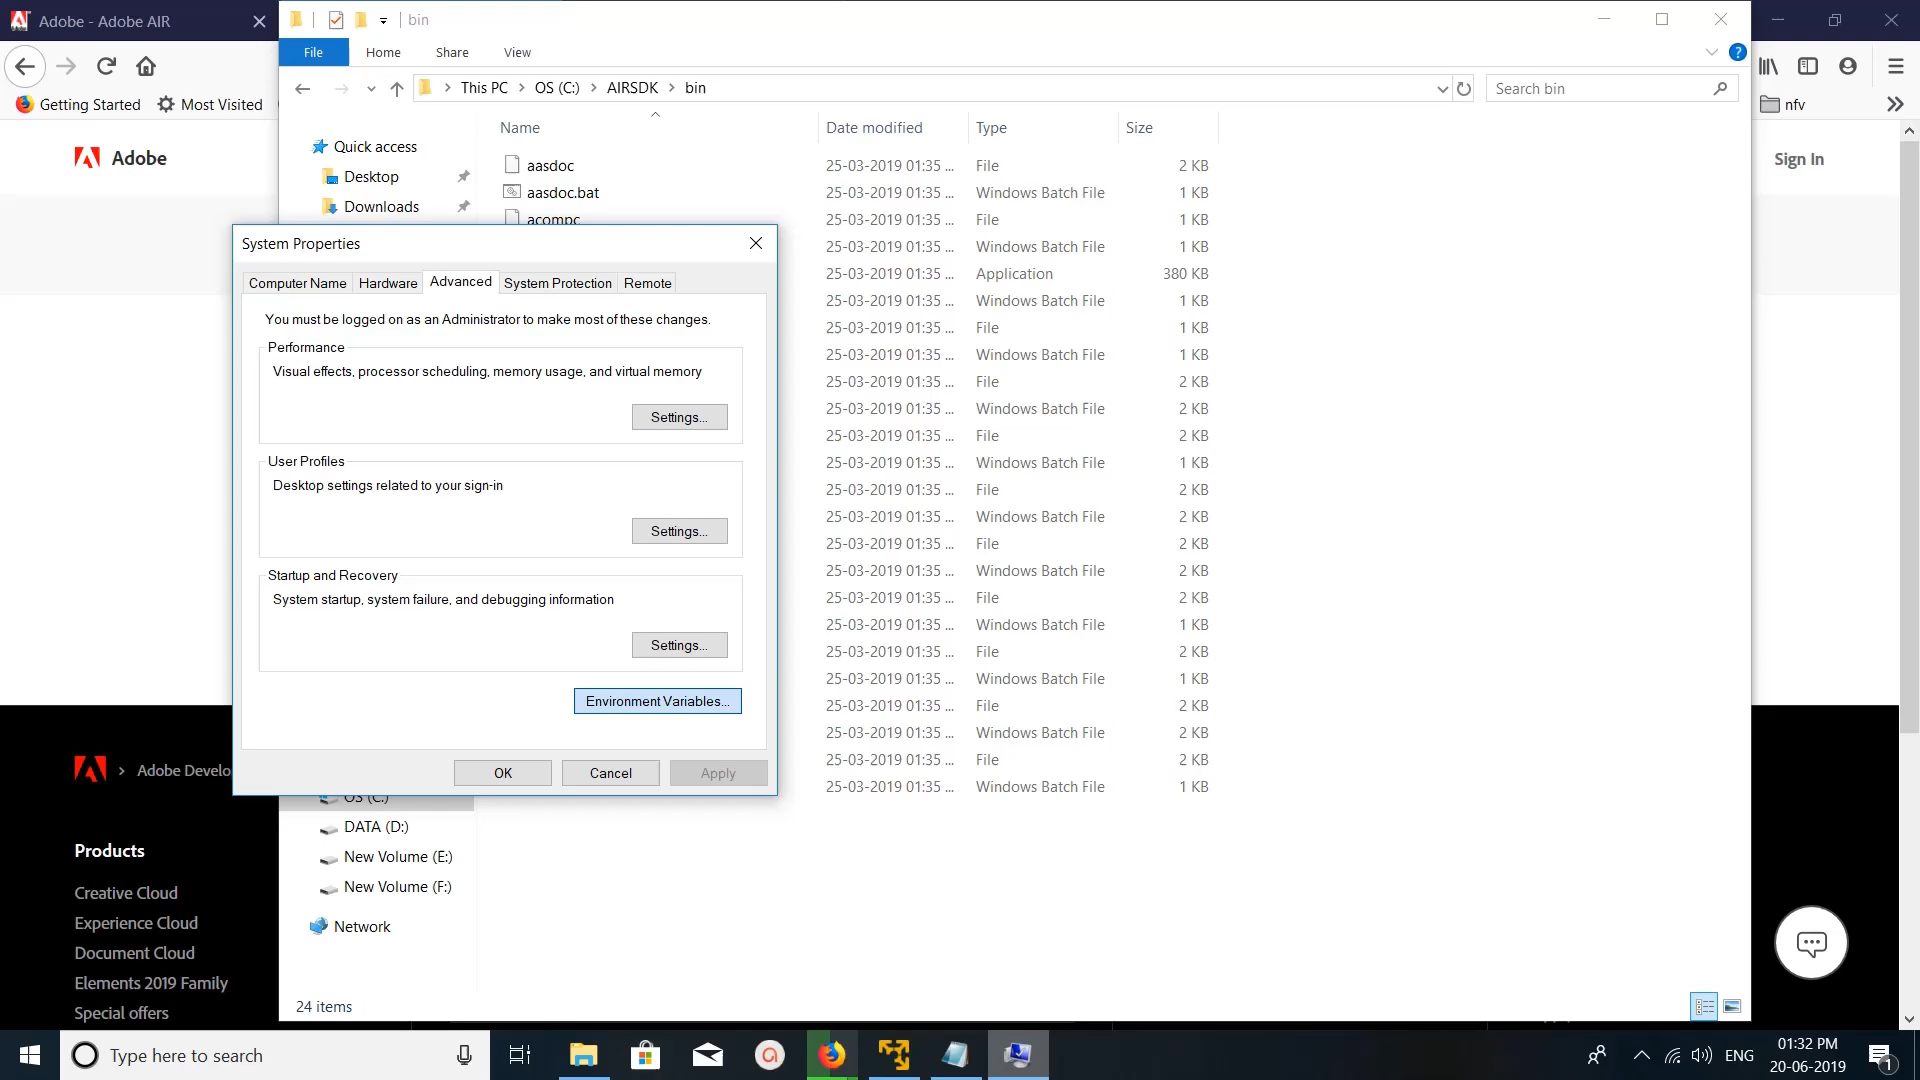 Adobe - Adobe AIR
bin
File
Home
Share
View
Getting Started
Most Visited
nfv
This PC
OS (C:)
AIRSDK
bin
Search bin
Name
Date modified
Type
Size
Adobe
Sign In
Quick access
Desktop
Downloads
aasdoc
25-03-2019 01:35 ...
File
2 KB
aasdoc.bat
25-03-2019 01:35 ...
Windows Batch File
1 KB
acompc
25-03-2019 01:35 ...
File
1 KB
25-03-2019 01:35 ...
Windows Batch File
1 KB
25-03-2019 01:35 ...
Application
380 KB
25-03-2019 01:35 ...
Windows Batch File
1 KB
25-03-2019 01:35 ...
File
1 KB
25-03-2019 01:35 ...
Windows Batch File
1 KB
25-03-2019 01:35 ...
File
2 KB
25-03-2019 01:35 ...
Windows Batch File
2 KB
25-03-2019 01:35 ...
File
2 KB
25-03-2019 01:35 ...
Windows Batch File
1 KB
25-03-2019 01:35 ...
File
2 KB
25-03-2019 01:35 ...
Windows Batch File
2 KB
25-03-2019 01:35 ...
File
2 KB
25-03-2019 01:35 ...
Windows Batch File
2 KB
25-03-2019 01:35 ...
File
2 KB
25-03-2019 01:35 ...
Windows Batch File
1 KB
25-03-2019 01:35 ...
File
2 KB
25-03-2019 01:35 ...
Windows Batch File
1 KB
25-03-2019 01:35 ...
File
2 KB
25-03-2019 01:35 ...
Windows Batch File
2 KB
25-03-2019 01:35 ...
File
2 KB
25-03-2019 01:35 ...
Windows Batch File
1 KB
System Properties
Computer Name
Hardware
Advanced
System Protection
Remote
You must be logged on as an Administrator to make most of these changes.
Performance
Visual effects, processor scheduling, memory usage, and virtual memory
Settings...
User Profiles
Desktop settings related to your sign-in
Settings...
Startup and Recovery
System startup, system failure, and debugging information
Settings...
Environment Variables...
OK
Cancel
Apply
OS (C:)
DATA (D:)
New Volume (E:)
New Volume (F:)
Network
24 items
Adobe Develo
Products
Creative Cloud
Experience Cloud
Document Cloud
Elements 2019 Family
Special offers
Type here to search
ENG
01:32 PM
20-06-2019
1